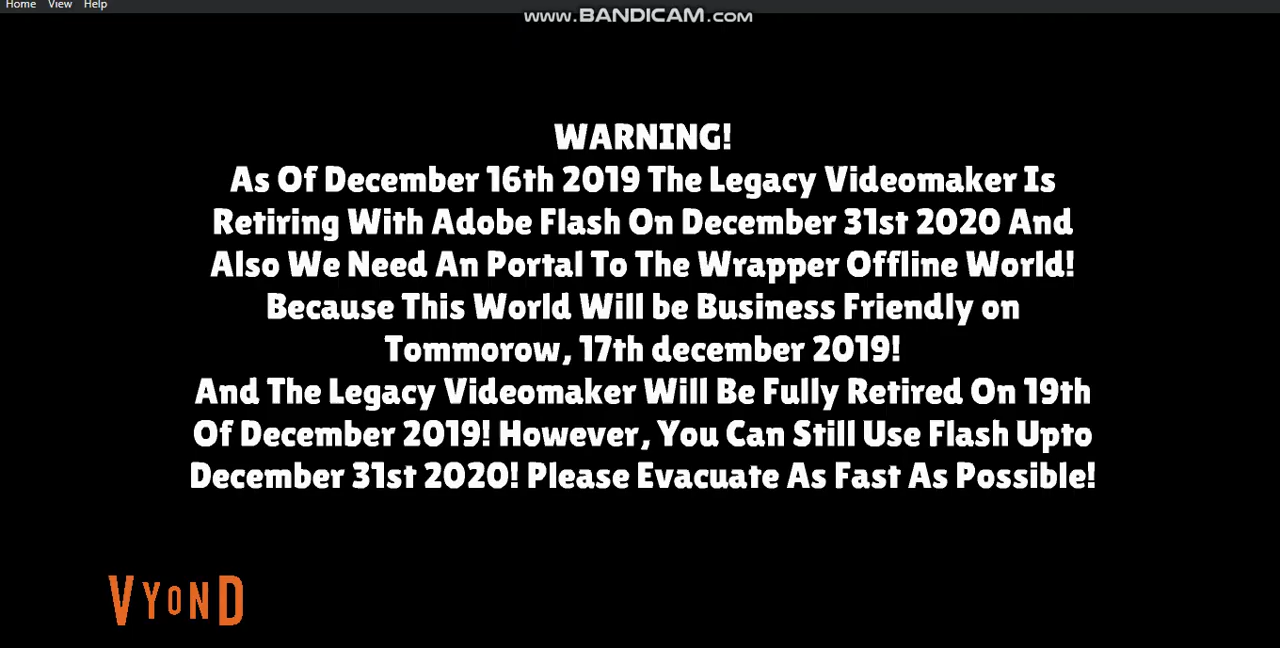 Home View Help
www.BANDICAM.com
WARNING!
As Of December 16th 2019 The Legacy Videomaker Is
Retiring With Adobe Flash On December 31st 2020 And
Also We Need An Portal To The Wrapper Offline World!
Because This World Will be Business Friendly on
Tommorow, 17th december 2019!
And The Legacy Videomaker Will Be Fully Retired On 19th
Of December 2019! However, You Can Still Use Flash Upto
December 31st 2020! Please Evacuate As Fast As Possible!
VYOND